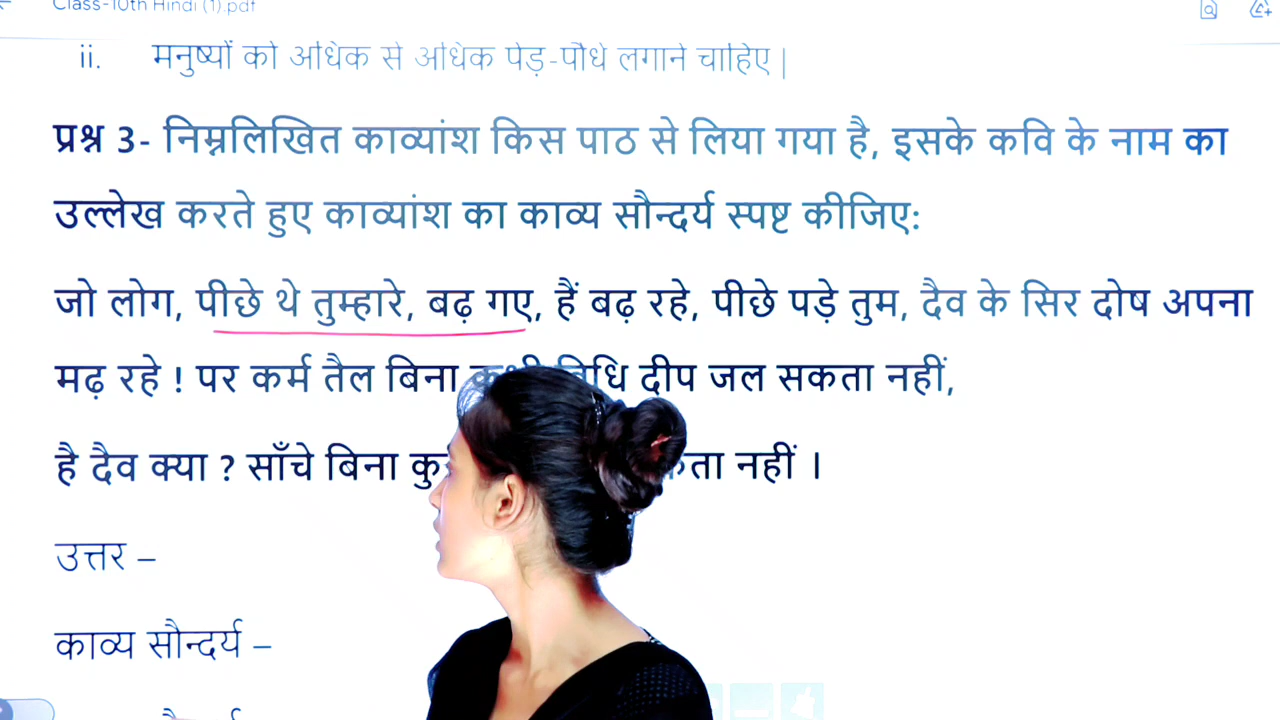 Class-10th Hindi (1).pdf
ii. मनुष्यों को अधिक से अधिक पेड़-पौधे लगाने चाहिए |
प्रश्न 3- निम्नलिखित काव्यांश किस पाठ से लिया गया है, इसके कवि के नाम का
उल्लेख करते हुए काव्यांश का काव्य सौन्दर्य स्पष्ट कीजिए:
जो लोग, पीछे थे तुम्हारे, बढ़ गए, हैं बढ़ रहे, पीछे पड़े तुम, दैव के सिर दोष अपना
मढ़ रहे ! पर कर्म तैल बिना दीप जल सकता नहीं,
है दैव क्या ? साँचे बिना नहीं ।
उत्तर –
काव्य सौन्दर्य –